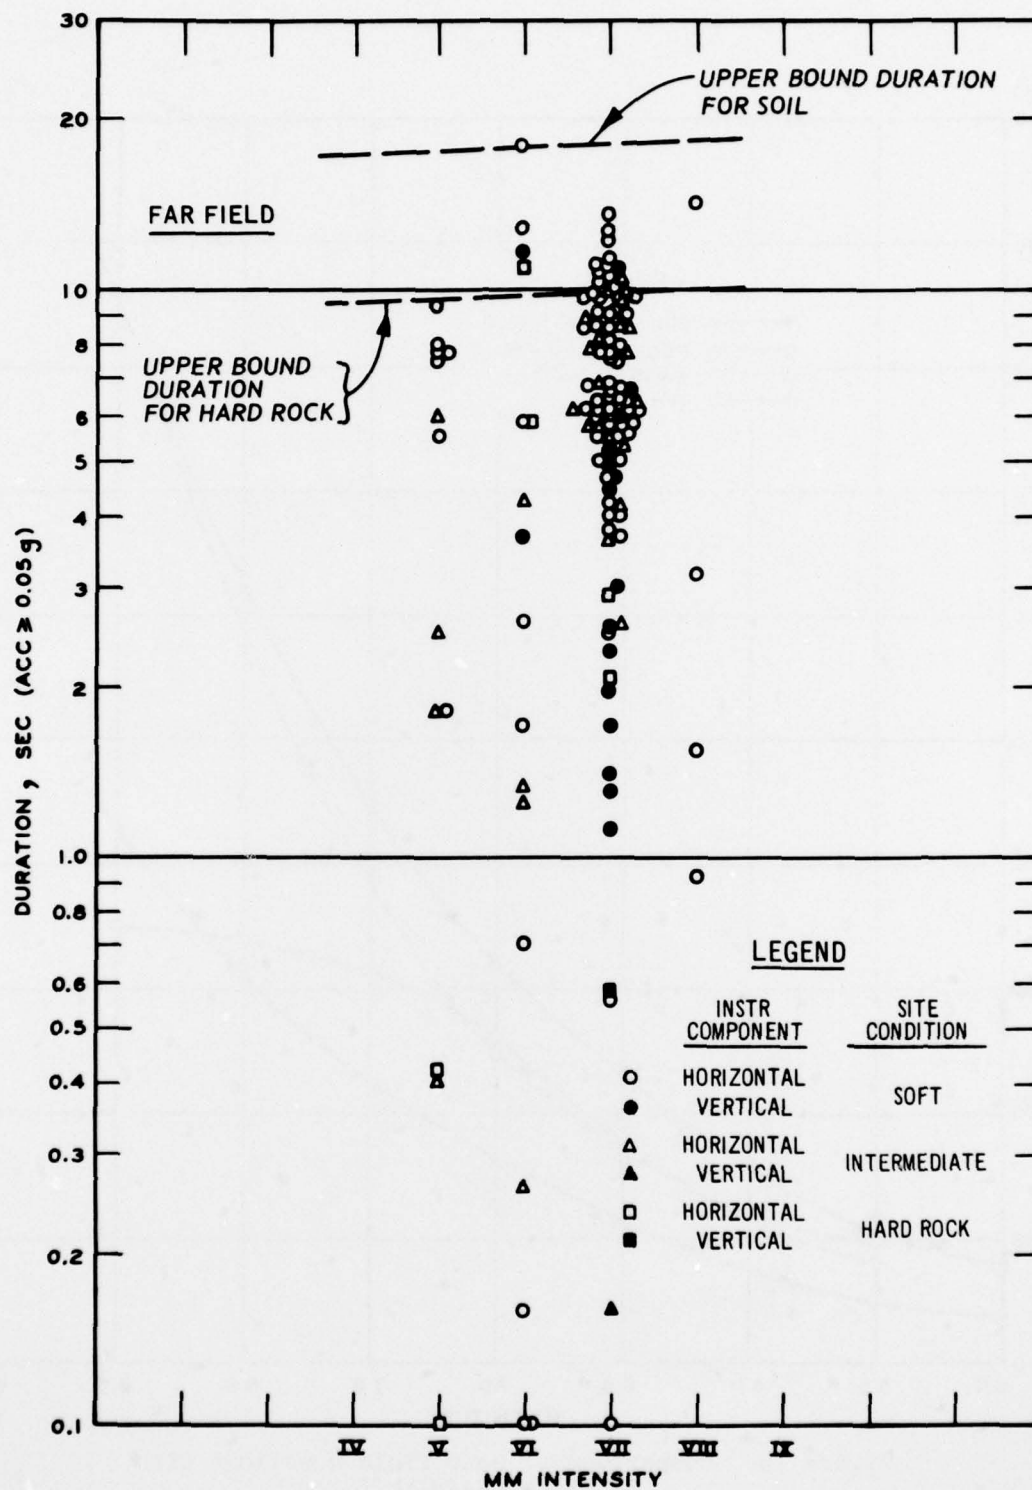 30
UPPER BOUND DURATION
FOR SOIL
20
FAR FIELD
10
UPPER BOUND
DURATION
FOR HARD ROCK
8
6
5
4
3
2
1.0
0.8
0.6
0.5
0.4
0.3
0.2
0.1
DURATION, SEC (ACC ≥ 0.05g)
LEGEND
INSTR COMPONENT
SITE CONDITION
HORIZONTAL
VERTICAL
SOFT
HORIZONTAL
VERTICAL
INTERMEDIATE
HORIZONTAL
VERTICAL
HARD ROCK
IV V VI VII VIII IX
MM INTENSITY